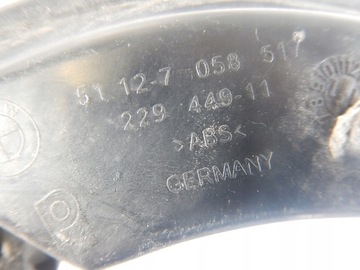 51 12-7 058 517
229 449-11
>ABS<
GERMANY